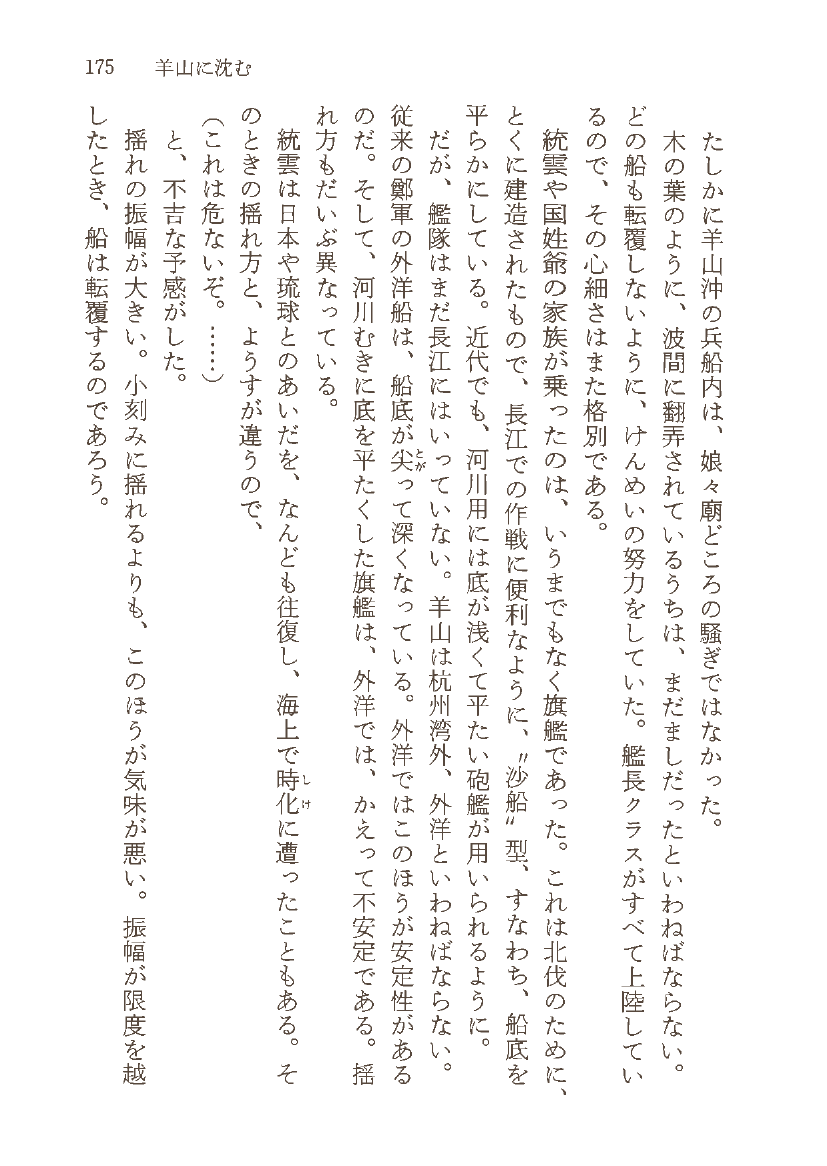 175 羊山に沈む
たしかに羊山沖の兵船内は、娘々廟どころの騒ぎではなかった。
木の葉のように、波間に翻弄されているうちは、まだましだったといわねばならない。
どの船も転覆しないように、けんめいの努力をしていた。艦長クラスがすべて上陸してい
るので、その心細さはまた格別である。
統雲や国姓爺の家族が乗ったのは、いうまでもなく旗艦であった。これは北伐のために、
とくに建造されたもので、長江での作戦に便利なように、〝沙船〟型、すなわち、船底を
平らかにしている。近代でも、河川用には底が浅くて平たい砲艦が用いられるように。
だが、艦隊はまだ長江にはいっていない。羊山は杭州湾外、外洋といわねばならない。
従来の鄭軍の外洋船は、船底が尖とがって深くなっている。外洋ではこのほうが安定性がある
のだ。そして、河川むきに底を平たくした旗艦は、外洋では、かえって不安定である。揺
れ方もだいぶ異なっている。
統雲は日本や琉球とのあいだを、なんども往復し、海上で時化しけに遭ったこともある。そ
のときの揺れ方と、ようすが違うので、
（これは危ないぞ。……）
と、不吉な予感がした。
揺れの振幅が大きい。小刻みに揺れるよりも、このほうが気味が悪い。振幅が限度を越
したとき、船は転覆するのであろう。